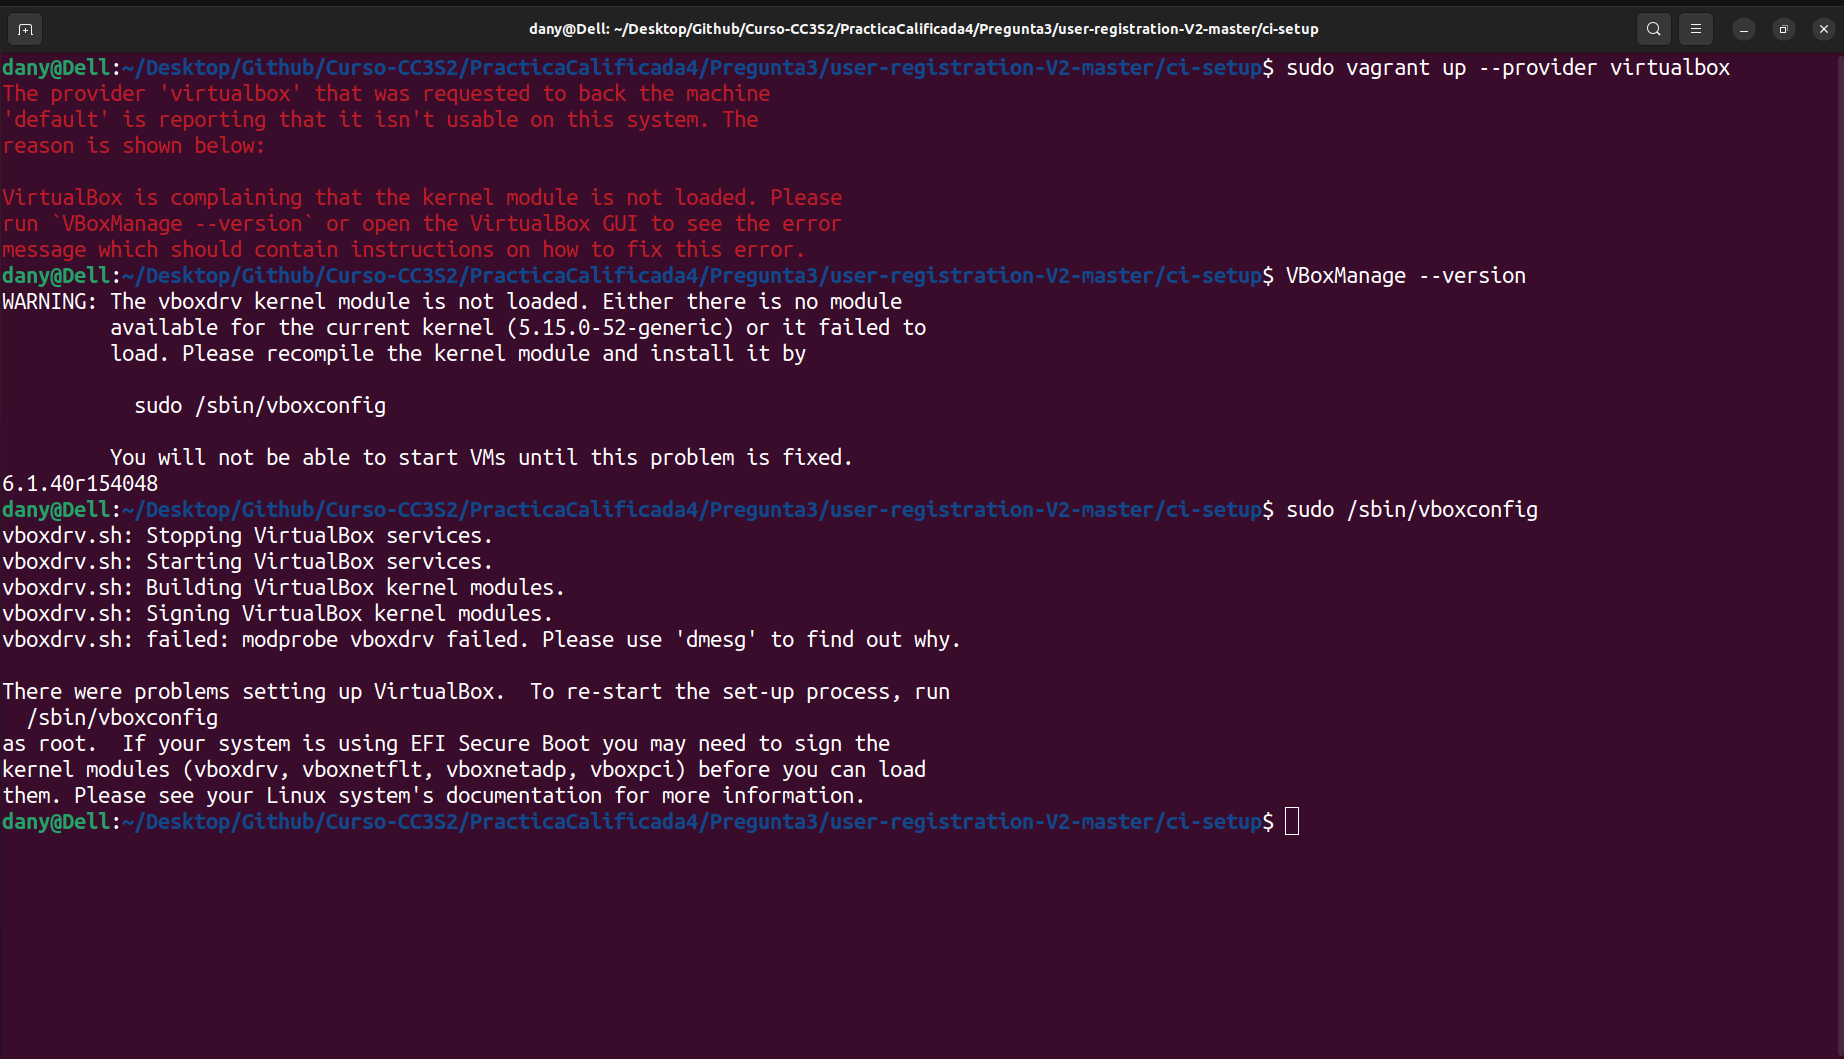 dany@Dell: ~/Desktop/Github/Curso-CC3S2/PracticaCalificada4/Pregunta3/user-registration-V2-master/ci-setup
dany@Dell:~/Desktop/Github/Curso-CC3S2/PracticaCalificada4/Pregunta3/user-registration-V2-master/ci-setup$ sudo vagrant up --provider virtualbox
The provider 'virtualbox' that was requested to back the machine
'default' is reporting that it isn't usable on this system. The
reason is shown below:

VirtualBox is complaining that the kernel module is not loaded. Please
run `VBoxManage --version` or open the VirtualBox GUI to see the error
message which should contain instructions on how to fix this error.
dany@Dell:~/Desktop/Github/Curso-CC3S2/PracticaCalificada4/Pregunta3/user-registration-V2-master/ci-setup$ VBoxManage --version
WARNING: The vboxdrv kernel module is not loaded. Either there is no module
         available for the current kernel (5.15.0-52-generic) or it failed to
         load. Please recompile the kernel module and install it by

           sudo /sbin/vboxconfig

         You will not be able to start VMs until this problem is fixed.
6.1.40r154048
dany@Dell:~/Desktop/Github/Curso-CC3S2/PracticaCalificada4/Pregunta3/user-registration-V2-master/ci-setup$ sudo /sbin/vboxconfig
vboxdrv.sh: Stopping VirtualBox services.
vboxdrv.sh: Starting VirtualBox services.
vboxdrv.sh: Building VirtualBox kernel modules.
vboxdrv.sh: Signing VirtualBox kernel modules.
vboxdrv.sh: failed: modprobe vboxdrv failed. Please use 'dmesg' to find out why.

There were problems setting up VirtualBox.  To re-start the set-up process, run
  /sbin/vboxconfig
as root.  If your system is using EFI Secure Boot you may need to sign the
kernel modules (vboxdrv, vboxnetflt, vboxnetadp, vboxpci) before you can load
them. Please see your Linux system's documentation for more information.
dany@Dell:~/Desktop/Github/Curso-CC3S2/PracticaCalificada4/Pregunta3/user-registration-V2-master/ci-setup$